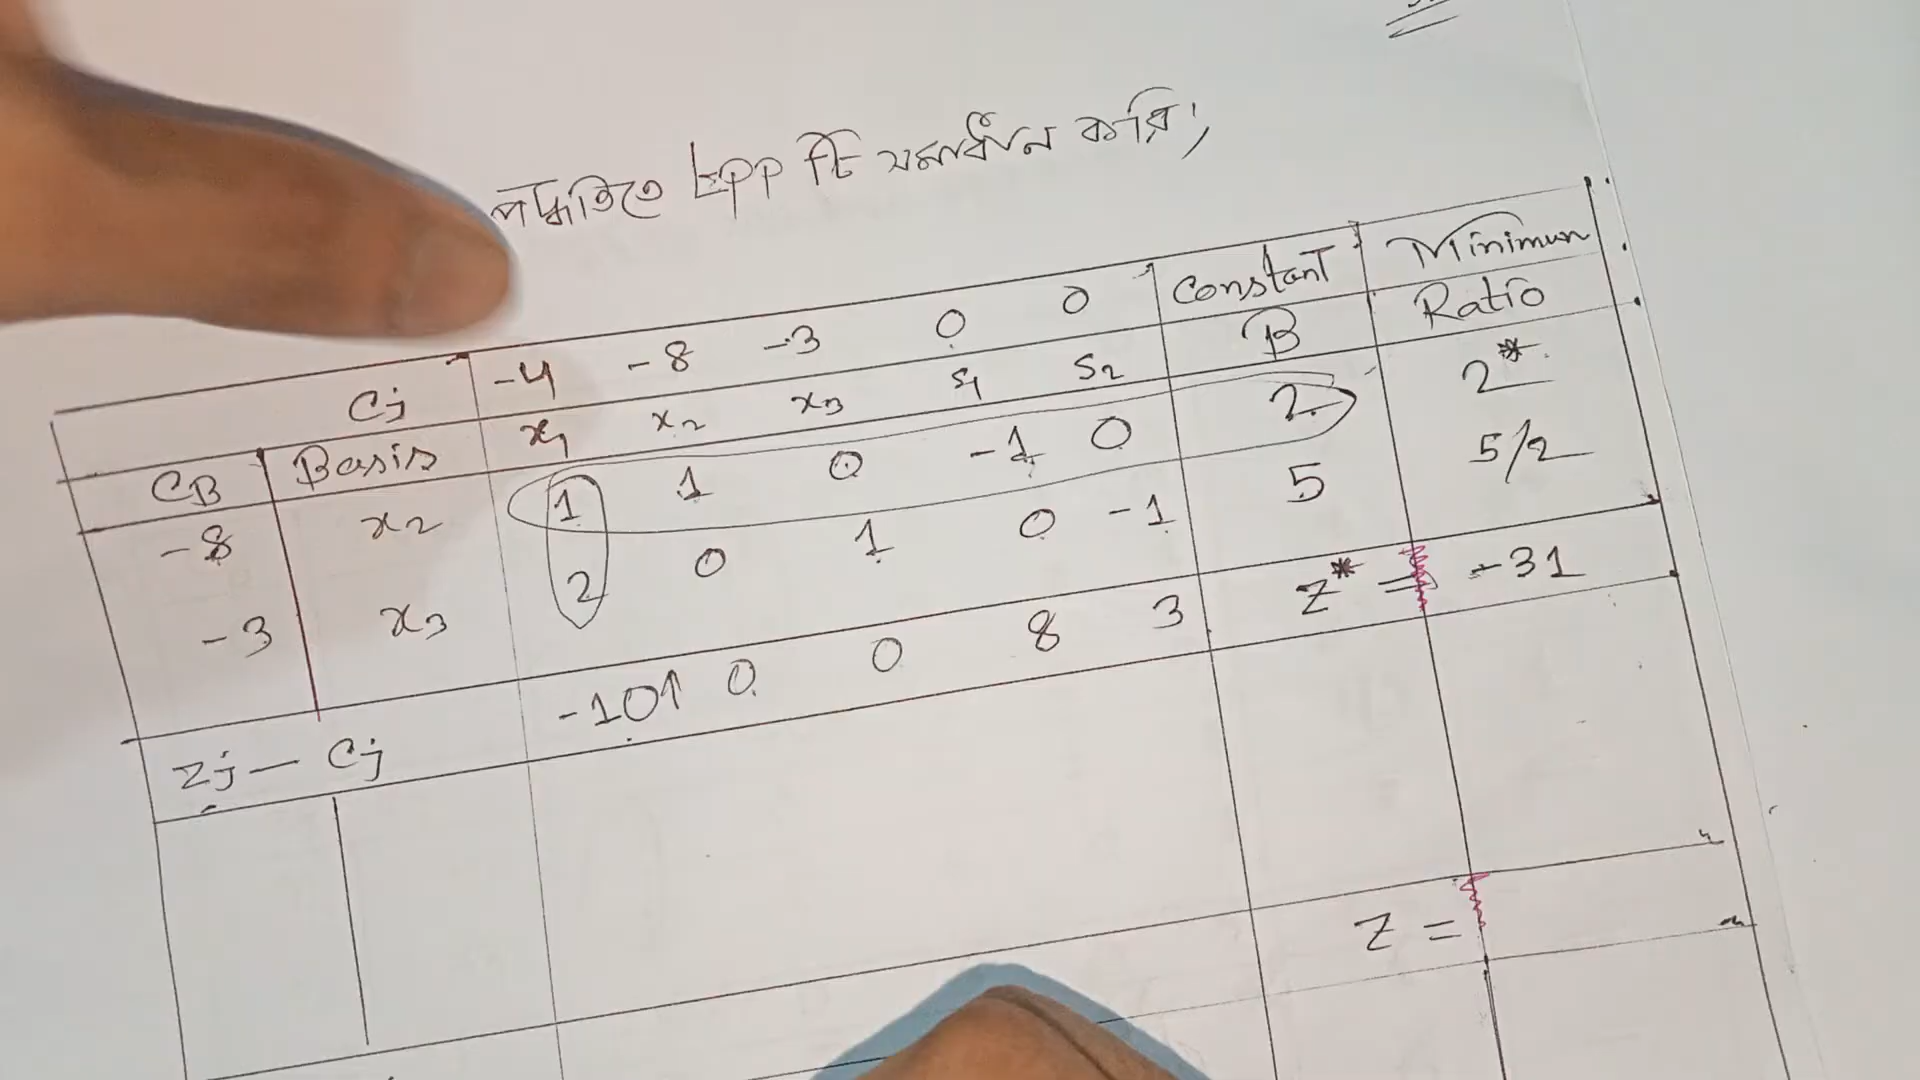 পদ্ধতিতে Lpp টি সমাধান করি,
Cj -4 -8 -3 0 0 Constant Minimum
CB Basis x1 x2 x3 s1 s2 B Ratio
-8 x2 1 1 0 -1 0 2 2*
-3 x3 2 0 1 0 -1 5 5/2
zj — Cj -10↑ 0 0 8 3 z* = -31
z =